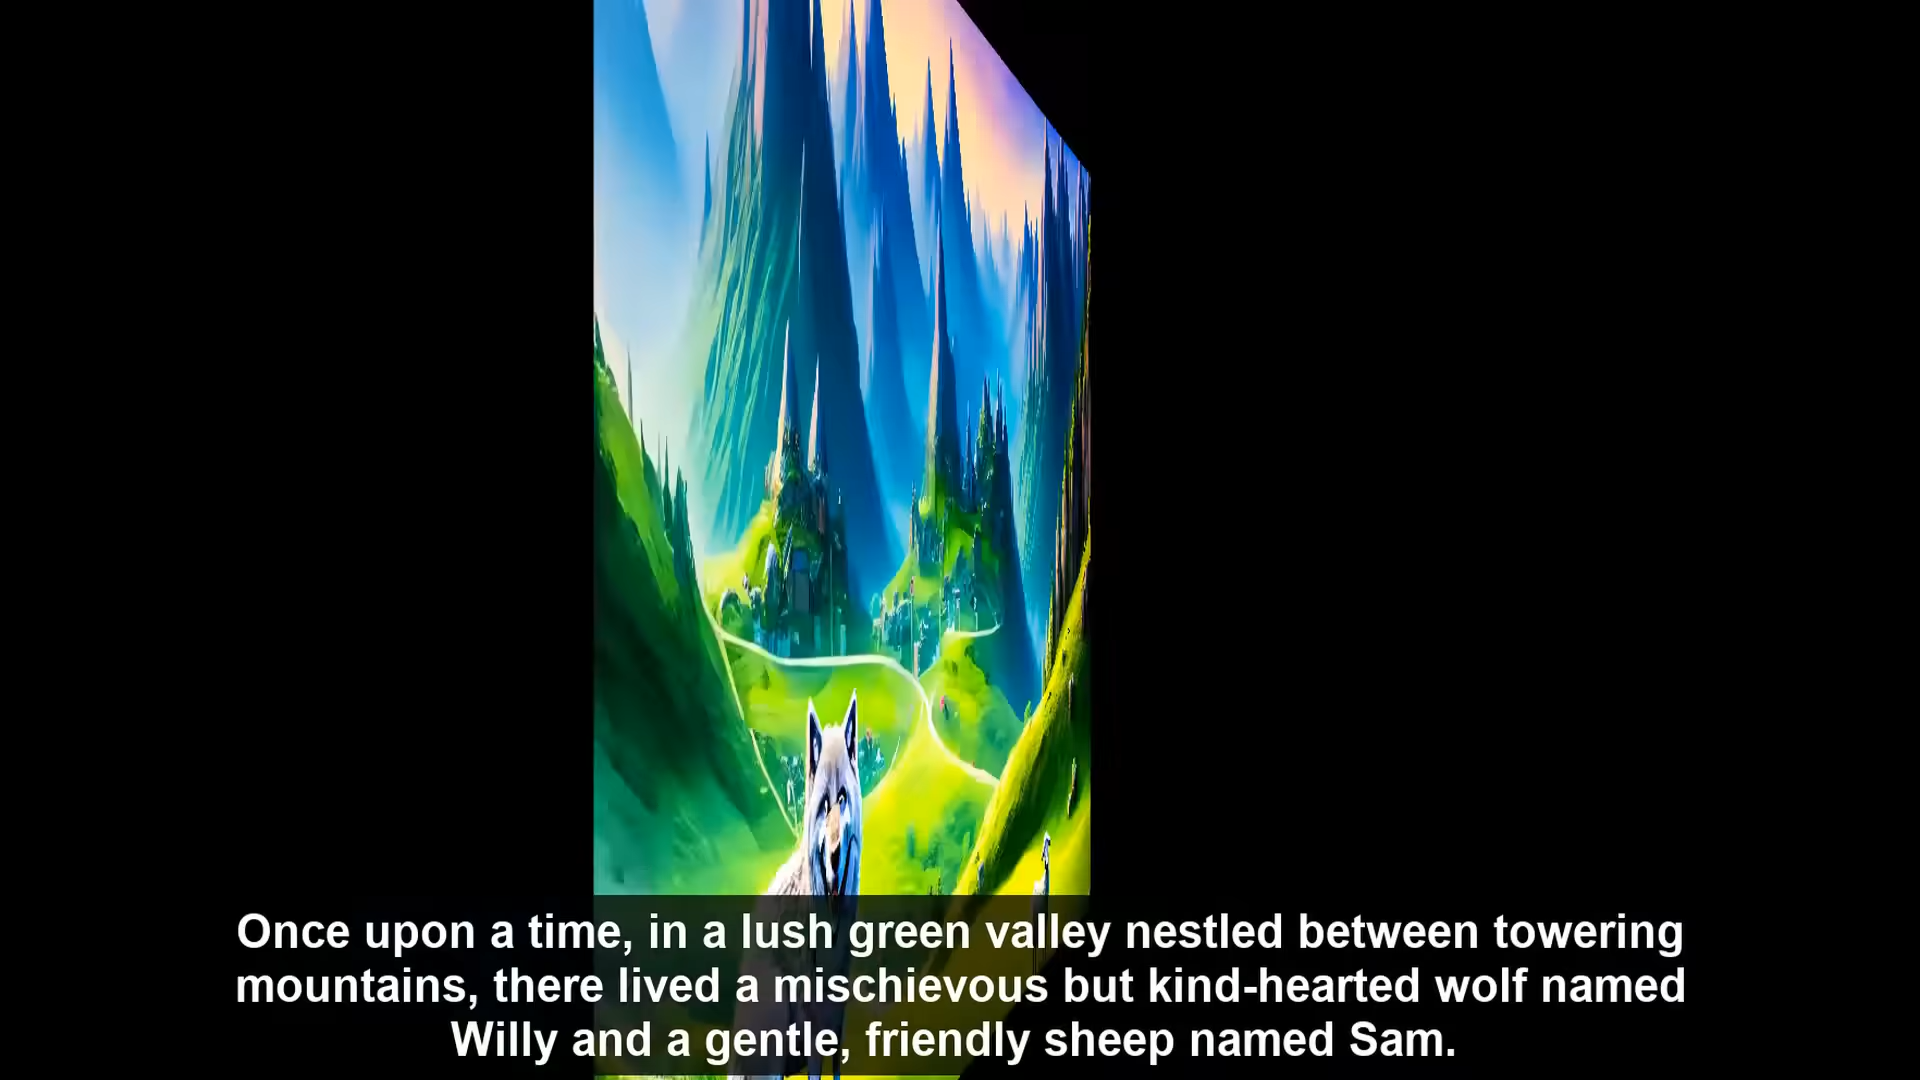 Once upon a time, in a lush green valley nestled between towering
mountains, there lived a mischievous but kind-hearted wolf named
Willy and a gentle, friendly sheep named Sam.